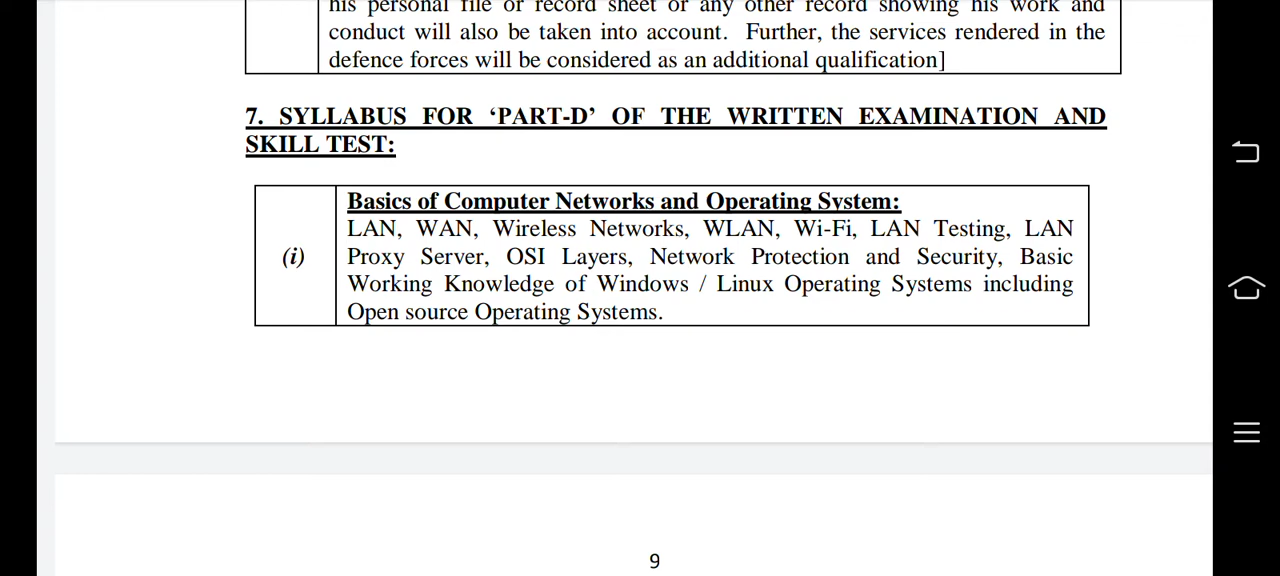 his personal file or record sheet or any other record showing his work and
conduct will also be taken into account. Further, the services rendered in the
defence forces will be considered as an additional qualification]
7. SYLLABUS FOR ‘PART-D’ OF THE WRITTEN EXAMINATION AND
SKILL TEST:
Basics of Computer Networks and Operating System:
LAN, WAN, Wireless Networks, WLAN, Wi-Fi, LAN Testing, LAN
(i) Proxy Server, OSI Layers, Network Protection and Security, Basic
Working Knowledge of Windows / Linux Operating Systems including
Open source Operating Systems.
9